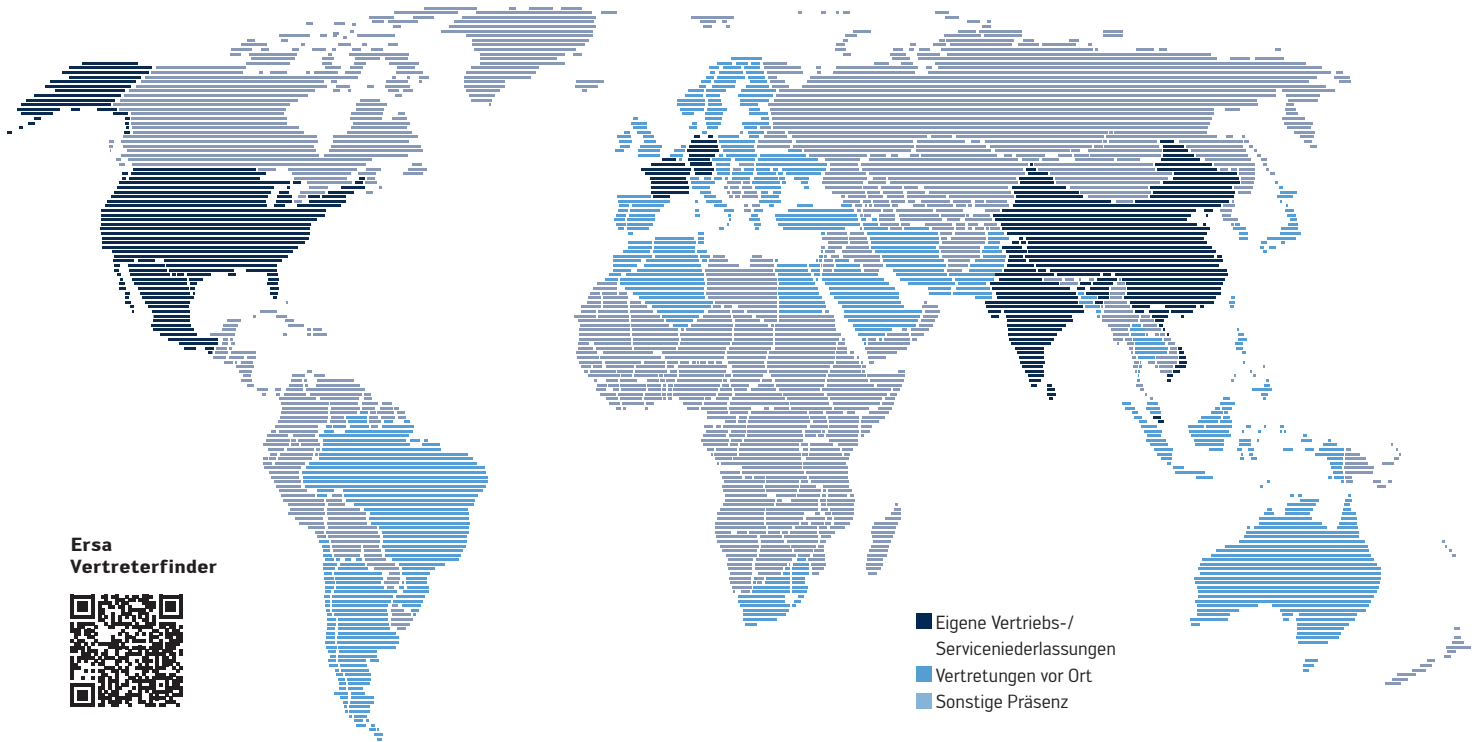 Ersa
Vertreterfinder
Eigene Vertriebs-/
Serviceniederlassungen
Vertretungen vor Ort
Sonstige Präsenz